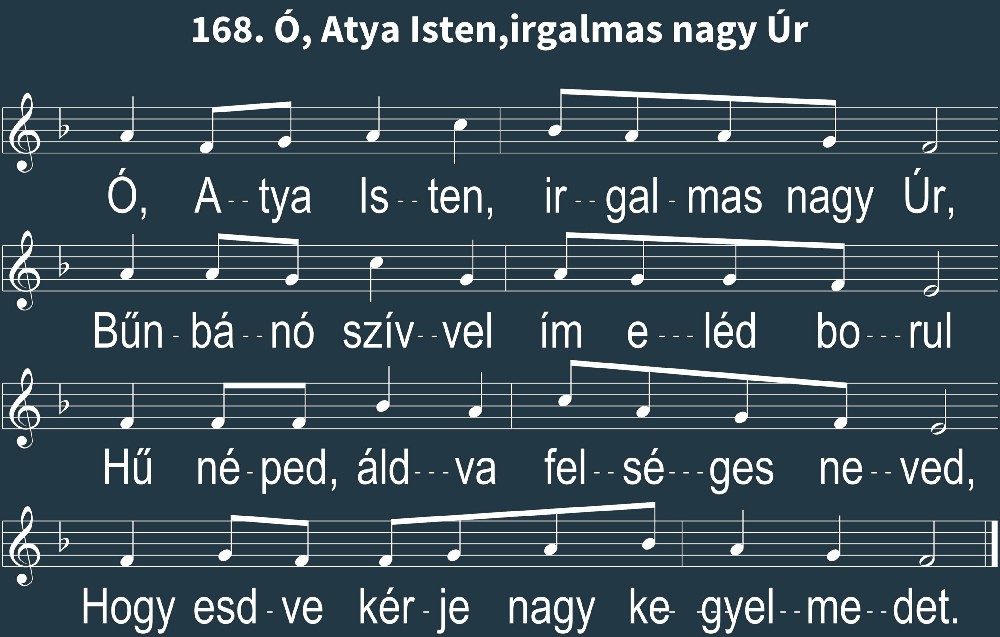 168. Ó, Atya Isten,irgalmas nagy Úr
Ó, A--tya Is--ten, ir--gal-mas nagy Úr,
Bűn-bá--nó szív--vel ím e---léd bo---rul
Hű né-ped, áld---va fel--sé---ges ne--ved,
Hogy esd-ve kér-je nagy ke- -gyel--me--det.